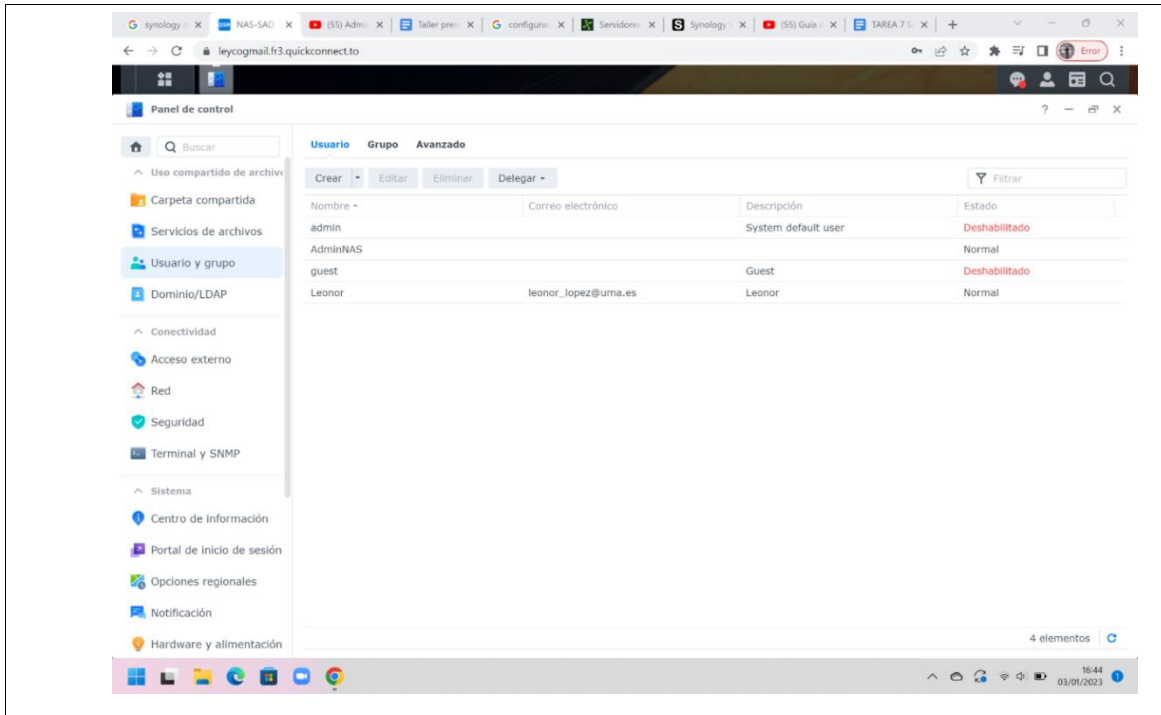 synology n NAS-SAD (55) Admi Taller pres configurac Servidores Synology (55) Guía TAREA 7 S
leycogmail.fr3.quickconnect.to Error
Panel de control
Buscar
Usuario Grupo Avanzado
Uso compartido de archivo
Crear Editar Eliminar Delegar Filtrar
Carpeta compartida
Nombre Correo electrónico Descripción Estado
Servicios de archivos
admin System default user Deshabilitado
AdminNAS Normal
Usuario y grupo
guest Guest Deshabilitado
Dominio/LDAP
Leonor leonor_lopez@uma.es Leonor Normal
Conectividad
Acceso externo
Red
Seguridad
Terminal y SNMP
Sistema
Centro de información
Portal de inicio de sesión
Opciones regionales
Notificación
Hardware y alimentación
4 elementos
16:44
03/01/2023 1